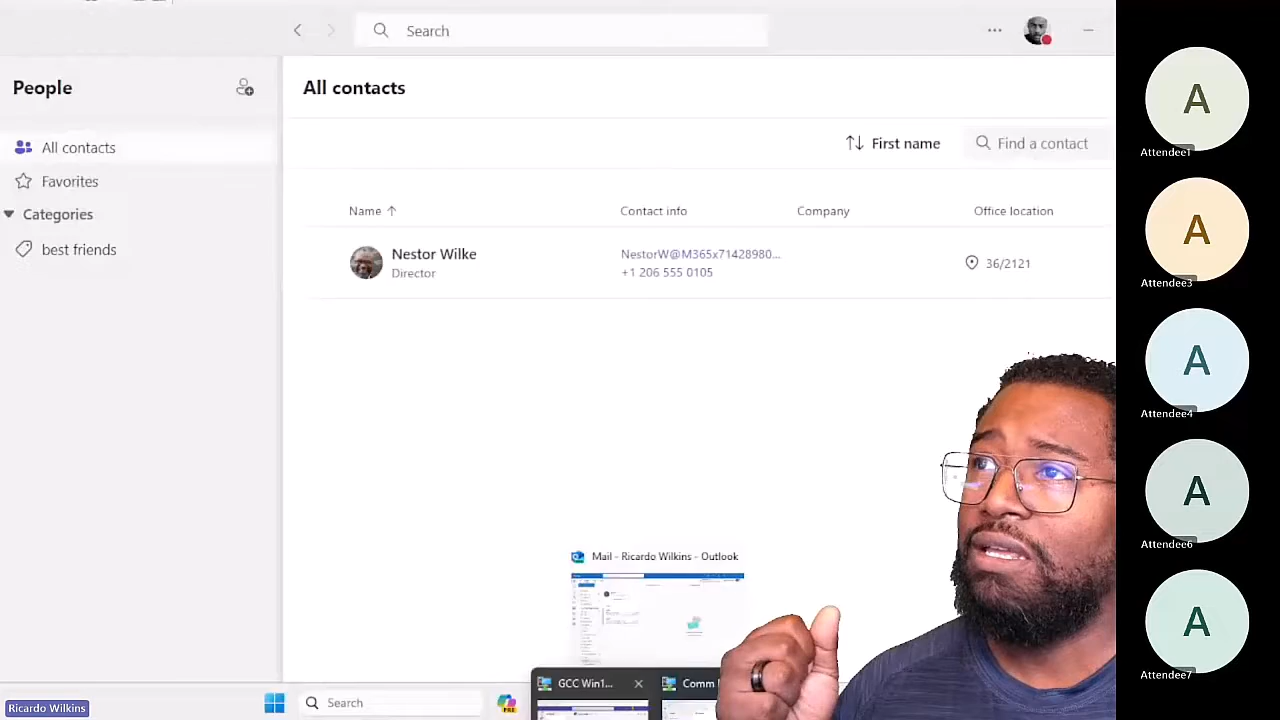 Search
People
All contacts
All contacts
Favorites
Categories
best friends
First name
Find a contact
Name
Contact info
Company
Office location
Nestor Wilke
Director
NestorW@M365x71428980...
+1 206 555 0105
36/2121
Mail - Ricardo Wilkins - Outlook
GCC Win1...
Comm
Search
PRE
Ricardo Wilkins
A
Attendee1
A
Attendee3
A
Attendee4
A
Attendee6
A
Attendee7